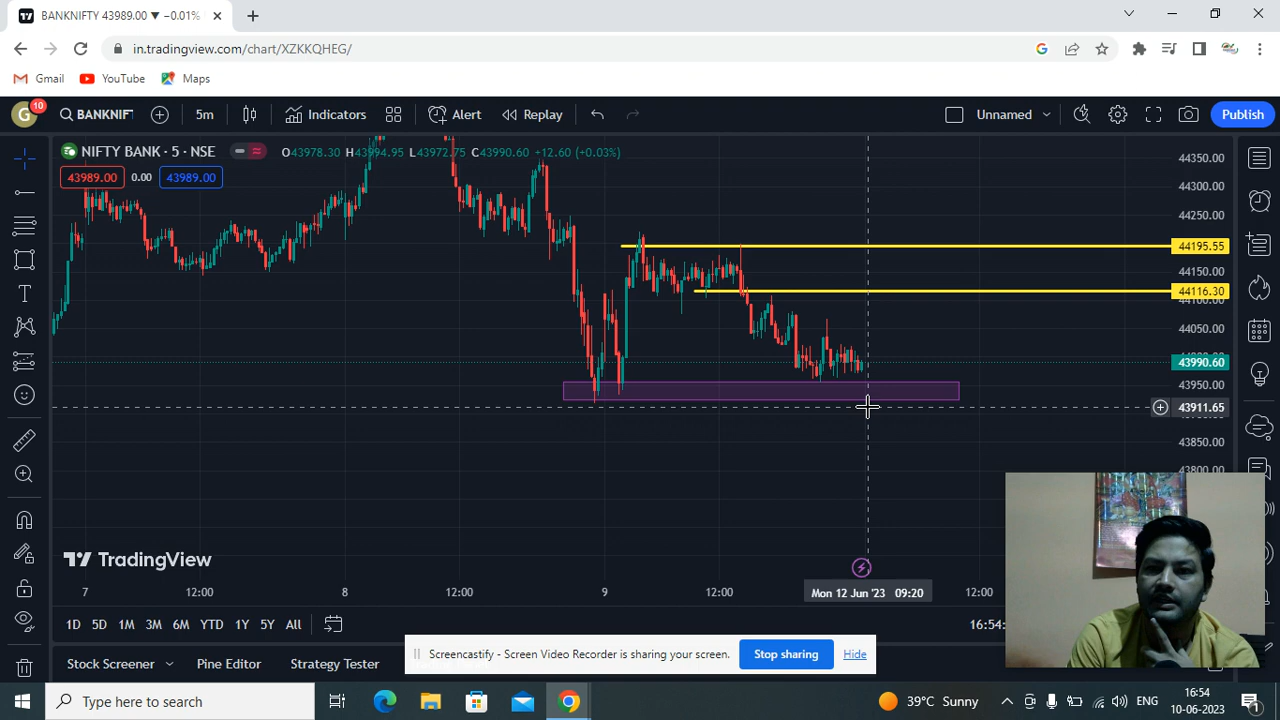 BANKNIFTY 43989.00 ▼ −0.01%
in.tradingview.com/chart/XZKKQHEG/
Gmail YouTube Maps
G 10 BANKNIFT 5m Indicators Alert Replay Unnamed Publish
NIFTY BANK · 5 · NSE O43978.30 H43994.95 L43972.75 C43990.60 +12.60 (+0.03%)
43989.00 0.00 43989.00
44350.00
44300.00
44250.00
44195.55
44150.00
44116.30
44100.00
44050.00
43990.60
43950.00
43911.65
43850.00
43800.00
TradingView
7 12:00 8 12:00 9 12:00 Mon 12 Jun '23 09:20 12:00
1D 5D 1M 3M 6M YTD 1Y 5Y All 16:54:
Stock Screener Pine Editor Strategy Tester
Screencastify - Screen Video Recorder is sharing your screen. Stop sharing Hide
Type here to search 39°C Sunny ENG 16:54
10-06-2023 1